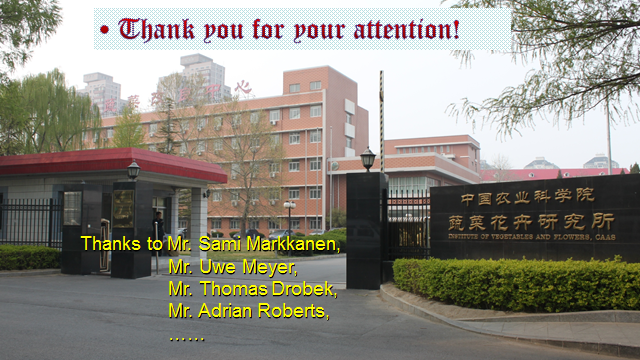 • Thank you for your attention!
中国农业科学院
蔬菜花卉研究所
INSTITUTE OF VEGETABLES AND FLOWERS, CAAS
Thanks to Mr. Sami Markkanen,
Mr. Uwe Meyer,
Mr. Thomas Drobek,
Mr. Adrian Roberts,
……